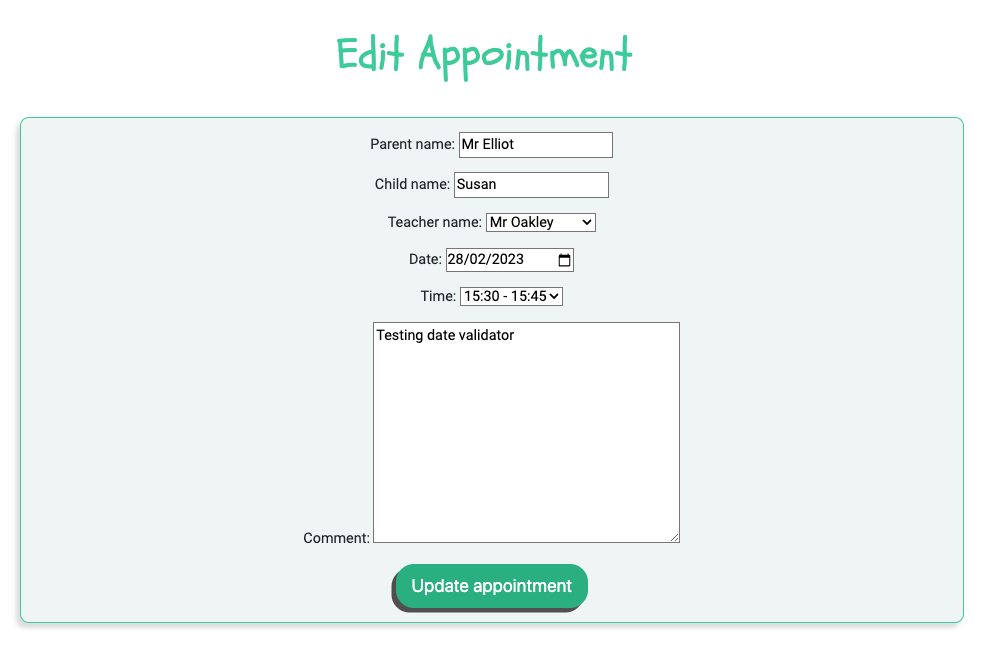 Edit Appointment
Parent name: Mr Elliot
Child name: Susan
Teacher name: Mr Oakley
Date: 28/02/2023
Time: 15:30 - 15:45
Testing date validator
Comment:
Update appointment